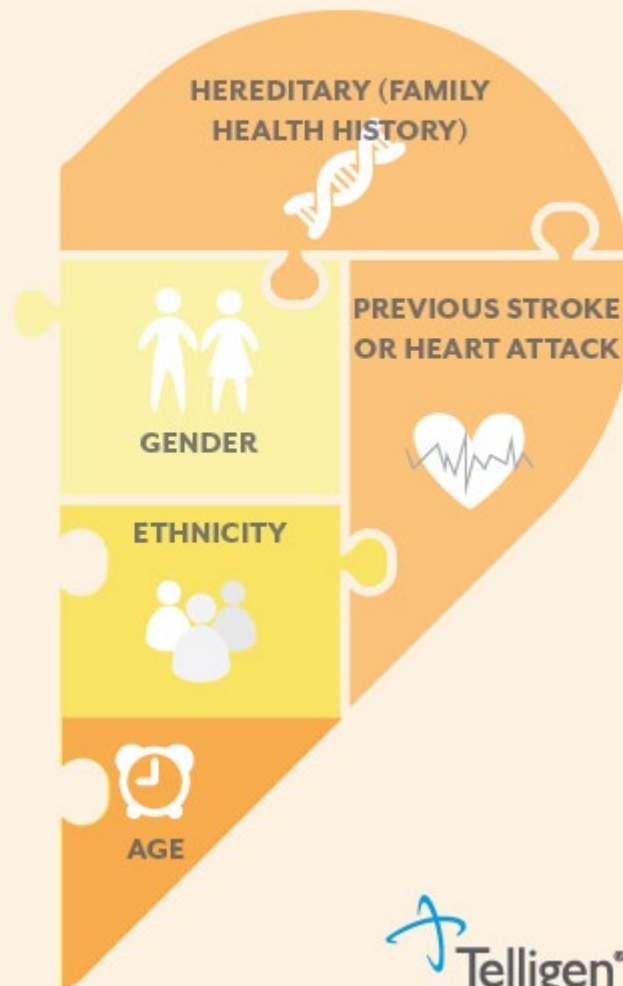 HEREDITARY (FAMILY
HEALTH HISTORY)
PREVIOUS STROKE
OR HEART ATTACK
GENDER
ETHNICITY
AGE
Telligen®